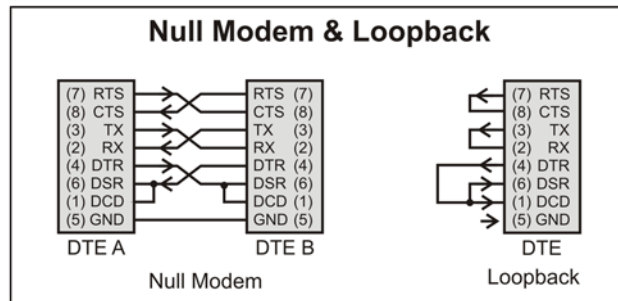 Null Modem & Loopback
(7) RTS
(8) CTS
(3) TX
(2) RX
(4) DTR
(6) DSR
(1) DCD
(5) GND
DTE A
RTS (7)
CTS (8)
TX (3)
RX (2)
DTR (4)
DSR (6)
DCD (1)
GND (5)
DTE B
Null Modem
(7) RTS
(8) CTS
(3) TX
(2) RX
(4) DTR
(6) DSR
(1) DCD
(5) GND
DTE
Loopback